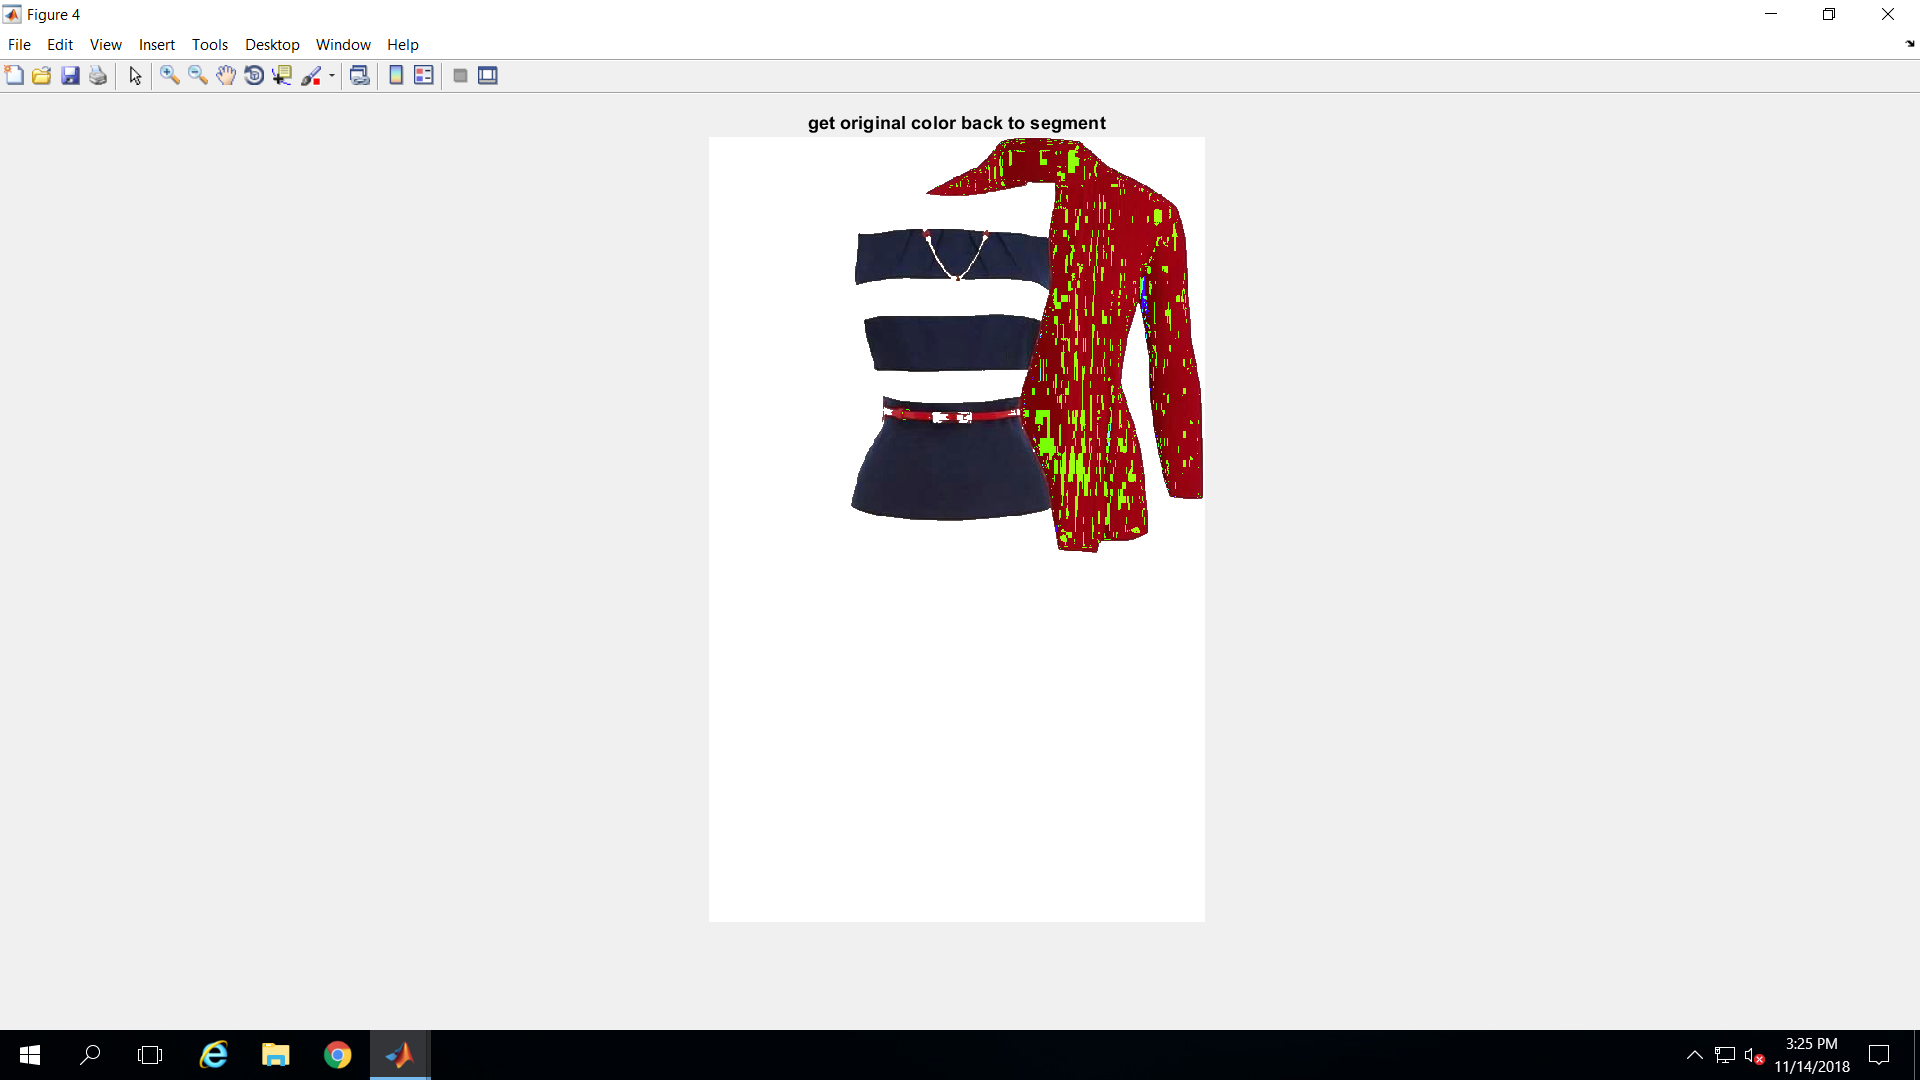 Figure 4
File Edit View Insert Tools Desktop Window Help
get original color back to segment
3:25 PM
11/14/2018